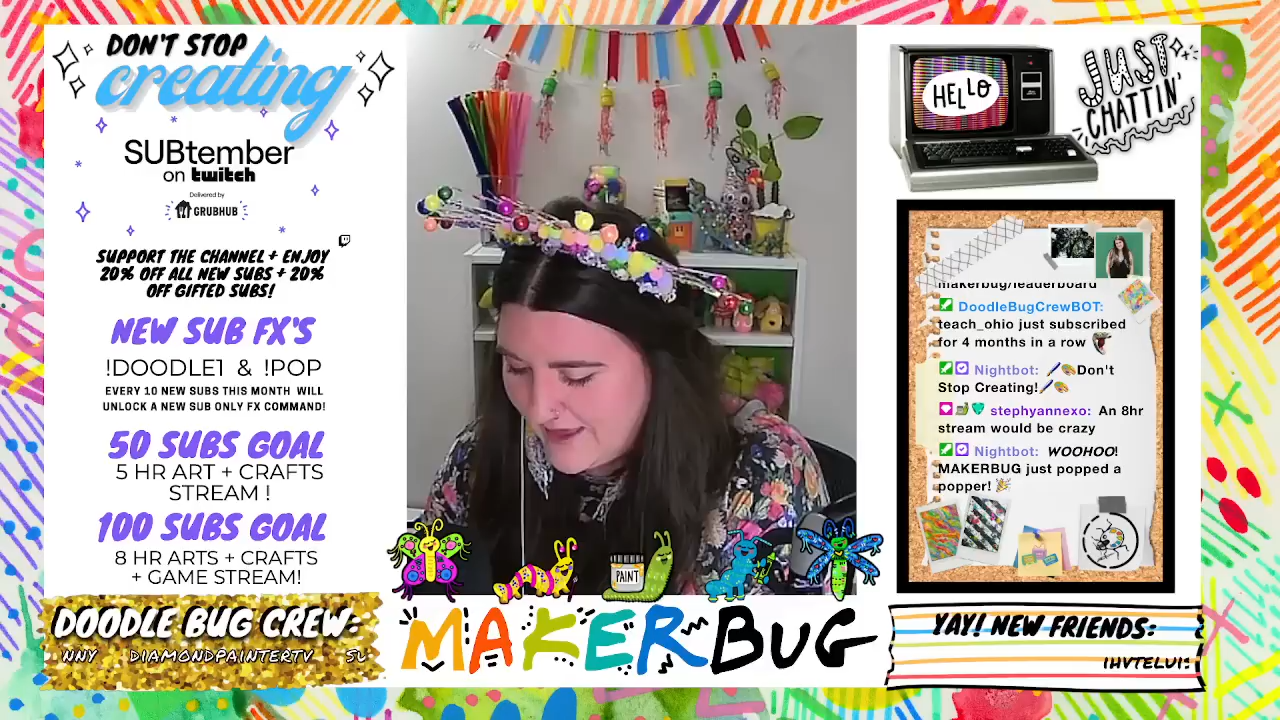 DON'T STOP
creating
SUBtember
on twitch
Delivered by
GRUBHUB
SUPPORT THE CHANNEL + ENJOY
20% OFF ALL NEW SUBS + 20%
OFF GIFTED SUBS!
NEW SUB FX'S
!DOODLE1 & !POP
EVERY 10 NEW SUBS THIS MONTH WILL
UNLOCK A NEW SUB ONLY FX COMMAND!
50 SUBS GOAL
5 HR ART + CRAFTS
STREAM !
100 SUBS GOAL
8 HR ARTS + CRAFTS
+ GAME STREAM!
DOODLE BUG CREW:
NNY DIAMONDPAINTERTV SU
PAINT
MAKERBUG
HELLO
JUST
CHATTIN'
makerbug/leaderboard
DoodleBugCrewBOT:
teach_ohio just subscribed
for 4 months in a row
Nightbot: Don't
Stop Creating!
stephyannexo: An 8hr
stream would be crazy
Nightbot: WOOHOO!
MAKERBUG just popped a
popper!
YAY! NEW FRIENDS: